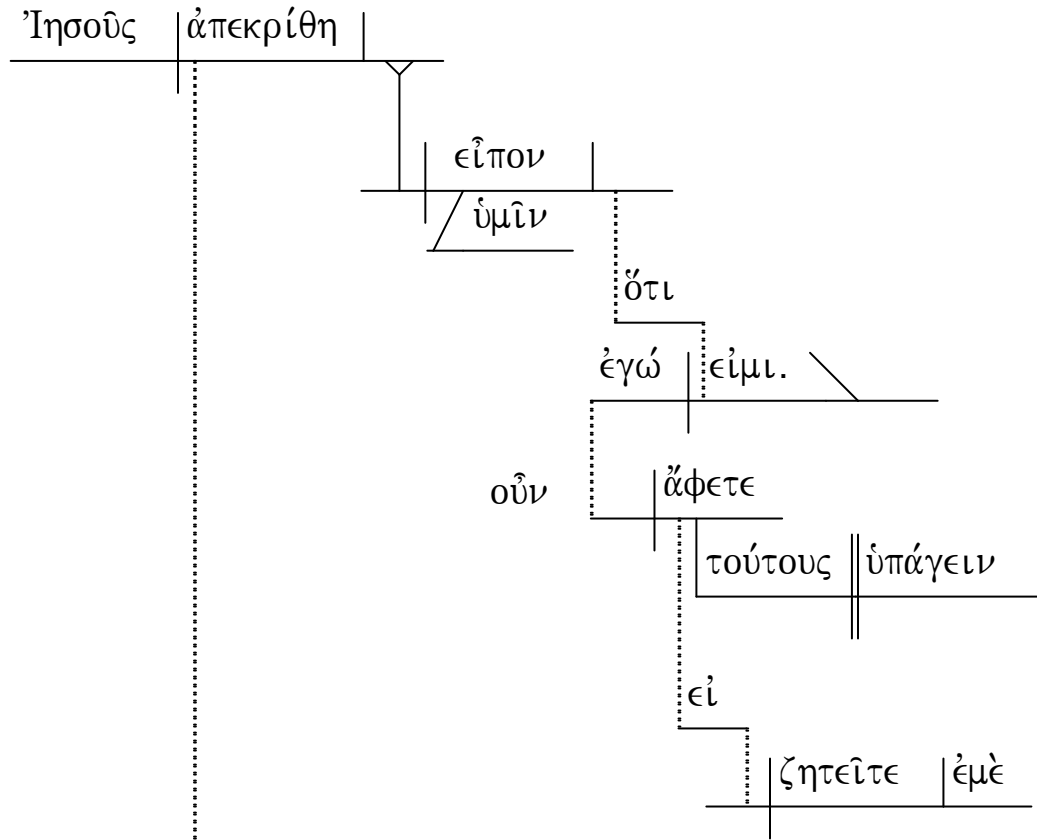 Ἰησοῦς ἀπεκρίθη
εἶπον
ὑμῖν
ὅτι
ἐγώ εἰμι.
οὖν ἄφετε
τούτους ὑπάγειν
εἰ
ζητεῖτε ἐμὲ